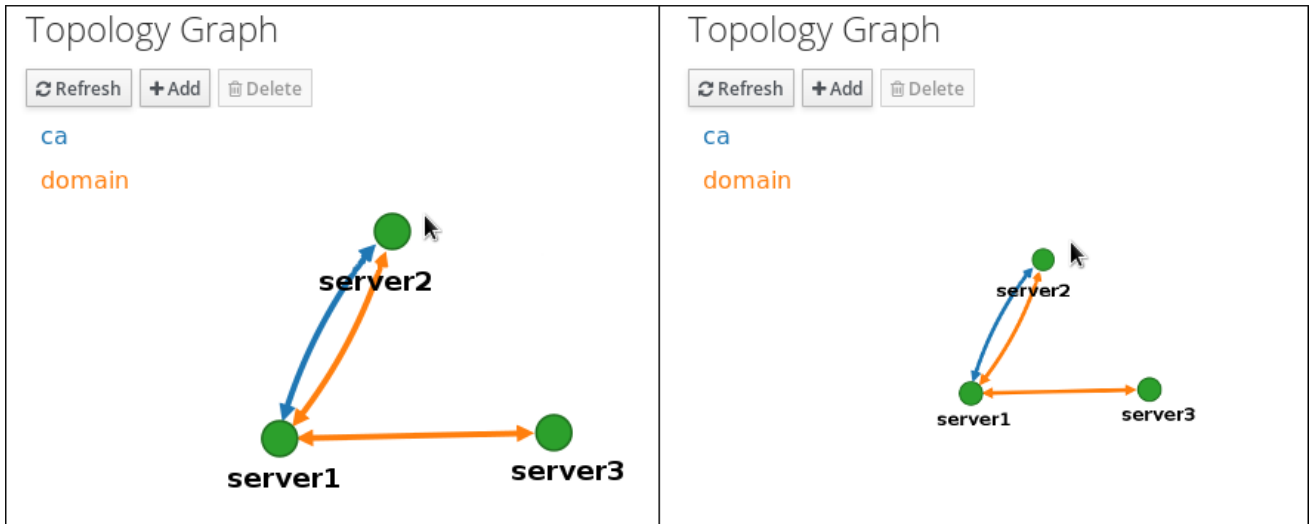 Topology Graph
Refresh Add Delete
ca
domain
server2
server1
server3
Topology Graph
Refresh Add Delete
ca
domain
server2
server1
server3